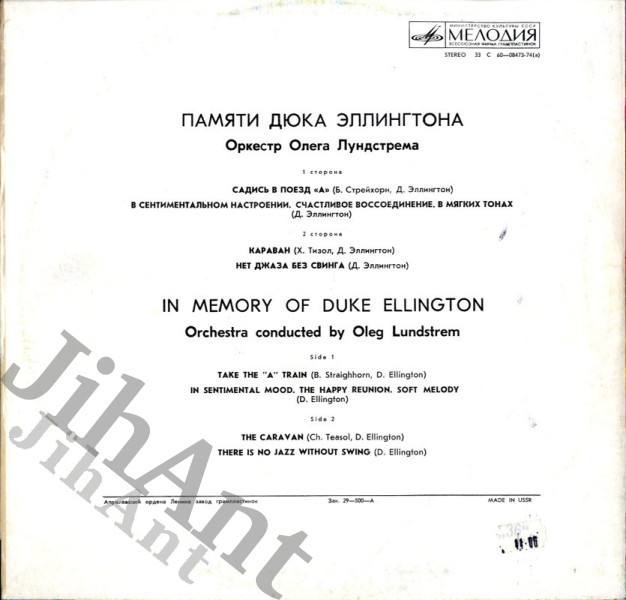 МИНИСТЕРСТВО КУЛЬТУРЫ СССР
МЕЛОДИЯ
ВСЕСОЮЗНАЯ ФИРМА ГРАМПЛАСТИНОК
STEREO 33 С 60—08473-74(а)
ПАМЯТИ ДЮКА ЭЛЛИНГТОНА
Оркестр Олега Лундстрема
1 сторона
САДИСЬ В ПОЕЗД «А» (Б. Стрейхорн, Д. Эллингтон)
В СЕНТИМЕНТАЛЬНОМ НАСТРОЕНИИ. СЧАСТЛИВОЕ ВОССОЕДИНЕНИЕ. В МЯГКИХ ТОНАХ
(Д. Эллингтон)
2 сторона
КАРАВАН (Х. Тизол, Д. Эллингтон)
НЕТ ДЖАЗА БЕЗ СВИНГА (Д. Эллингтон)
IN MEMORY OF DUKE ELLINGTON
Orchestra conducted by Oleg Lundstrem
Side 1
TAKE THE "A" TRAIN (B. Straighhorn, D. Ellington)
IN SENTIMENTAL MOOD. THE HAPPY REUNION. SOFT MELODY
(D. Ellington)
Side 2
THE CARAVAN (Ch. Teasol, D. Ellington)
THERE IS NO JAZZ WITHOUT SWING (D. Ellington)
JihAnt
JihAnt
Апрелевский ордена Ленина завод грампластинок
Зак. 29—500—А
MADE IN USSR